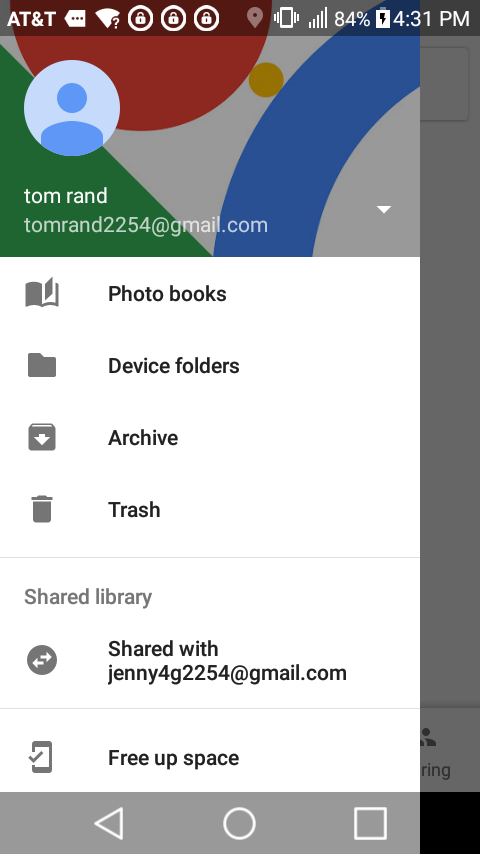 AT&T 84% 4:31 PM
tom rand
tomrand2254@gmail.com
Photo books
Device folders
Archive
Trash
Shared library
Shared with
jenny4g2254@gmail.com
Free up space
ring